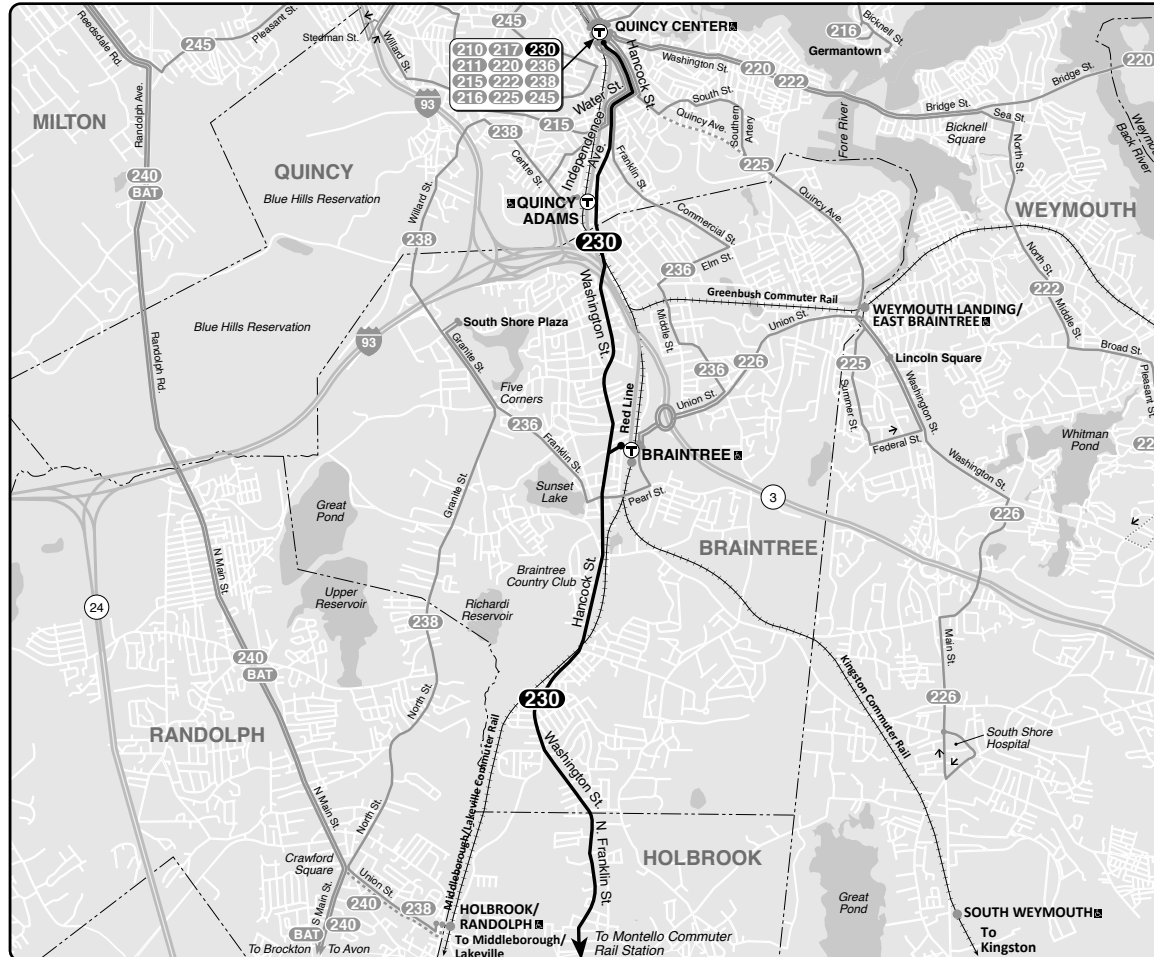 Reedsdale Rd.
245
Pleasant St.
Stedman St.
Willard St.
245
210 217 230
211 220 236
215 222 238
216 225 245
QUINCY CENTER
Hancock St.
Washington St.
220
222
216
Bicknell St.
Germantown
220
Bridge St.
Bridge St.
Sea St.
Bicknell
Square
Fore River
Weymouth
Back River
MILTON
Randolph Ave.
93
Water St.
South St.
Quincy Ave.
Southern
Artery
215
238
Centre St.
Independence
Ave.
Franklin St.
225
North St.
QUINCY
Blue Hills Reservation
Willard St.
240
BAT
QUINCY
ADAMS
230
Commercial St.
Quincy Ave.
WEYMOUTH
238
Elm St.
236
North St.
222
Middle St.
Washington St.
Greenbush Commuter Rail
WEYMOUTH LANDING/
EAST BRAINTREE
Blue Hills Reservation
93
South Shore Plaza
Granite St.
Middle St.
Union St.
226
Broad St.
Pleasant St.
Lincoln Square
Randolph Rd.
Five
Corners
236
236
Union St.
225
Summer St.
Washington St.
Red Line
Franklin St.
BRAINTREE
Federal St.
Whitman
Pond
22
Sunset
Lake
Pearl St.
3
Washington St.
226
Great
Pond
Granite St.
N Main St.
BRAINTREE
Braintree
Country Club
Hancock St.
24
Upper
Reservoir
Richardi
Reservoir
238
Main St.
240
BAT
North St.
230
Kingston Commuter Rail
226
RANDOLPH
South Shore
Hospital
Washington St.
Middleborough/Lakeville Commuter Rail
N Main St.
North St.
N. Franklin St.
HOLBROOK
Crawford
Square
Union St.
240
238
Great
Pond
S Main St.
240
BAT
HOLBROOK/
RANDOLPH
To Middleborough/
Lakeville
SOUTH WEYMOUTH
To
Kingston
To Brockton
To Avon
To Montello Commuter
Rail Station